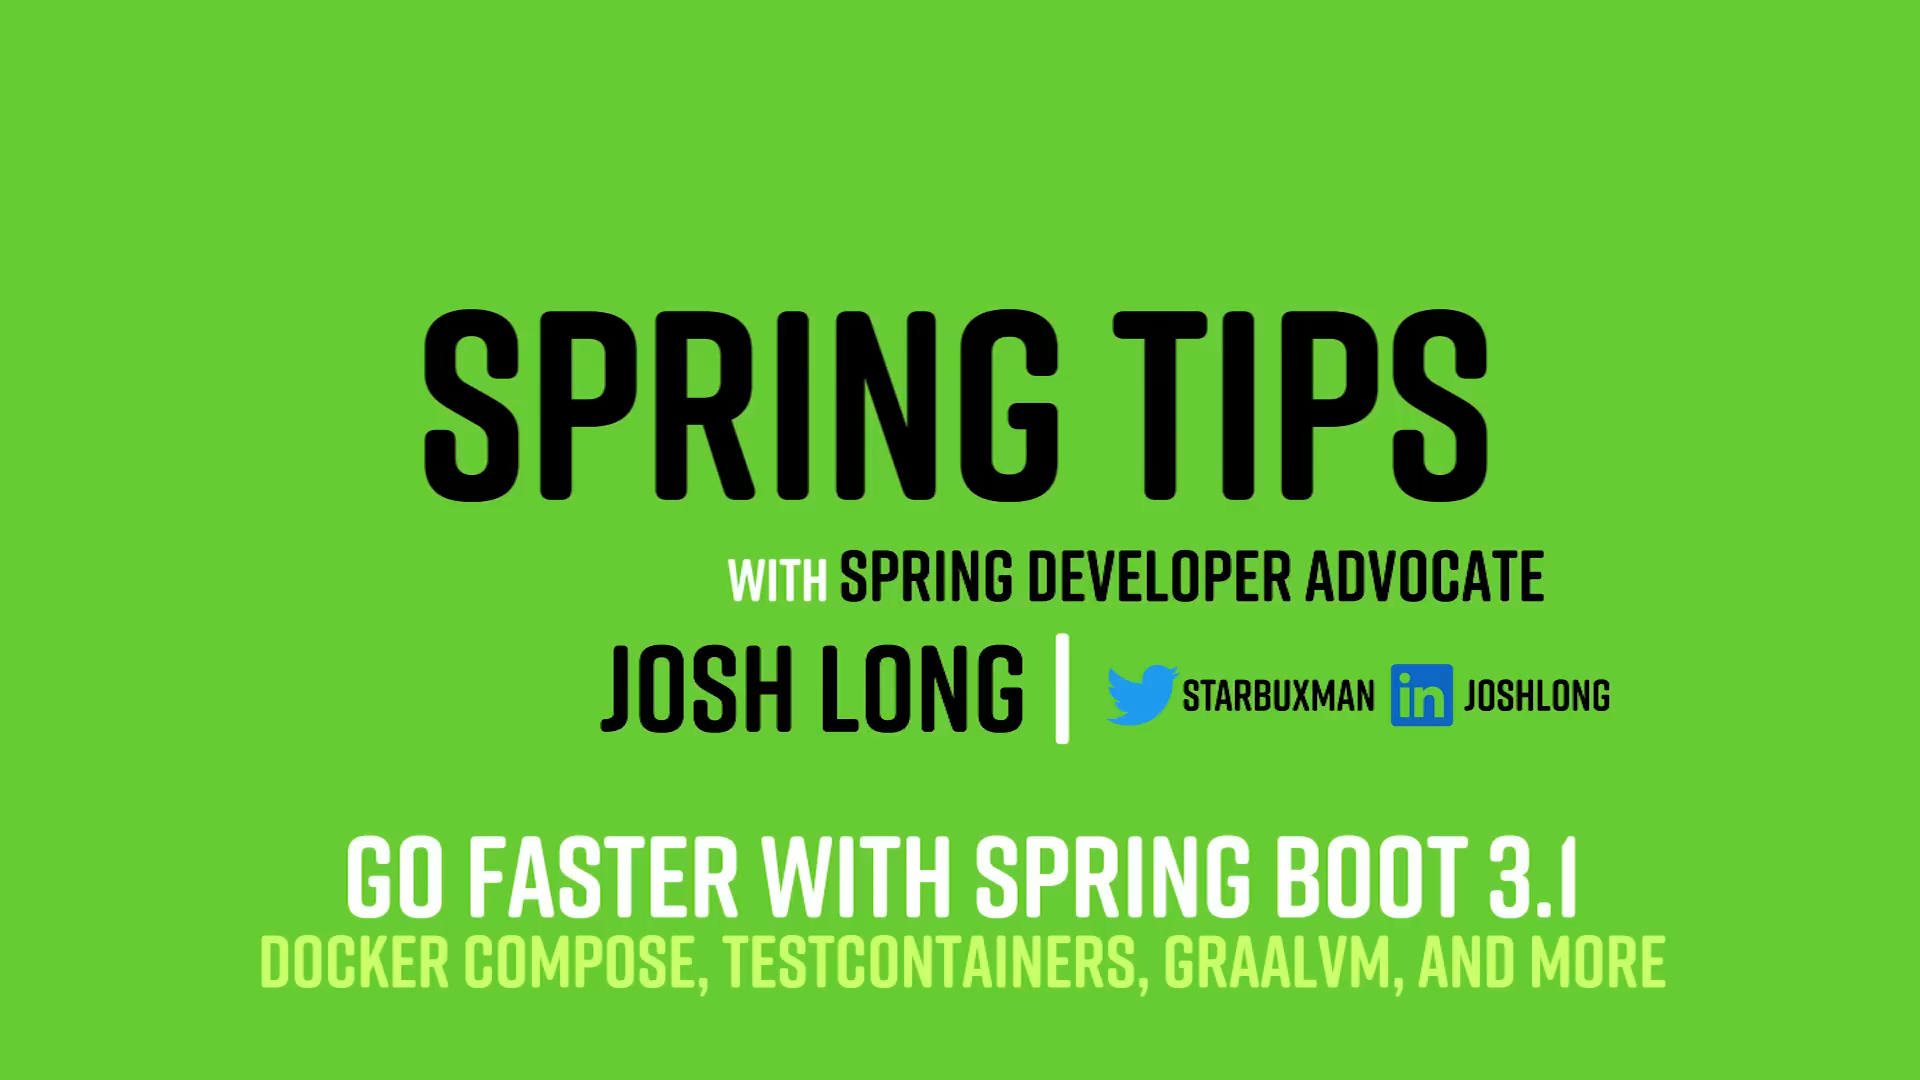 SPRING TIPS
WITH SPRING DEVELOPER ADVOCATE
JOSH LONG | STARBUXMAN in JOSHLONG
GO FASTER WITH SPRING BOOT 3.1
DOCKER COMPOSE, TESTCONTAINERS, GRAALVM, AND MORE